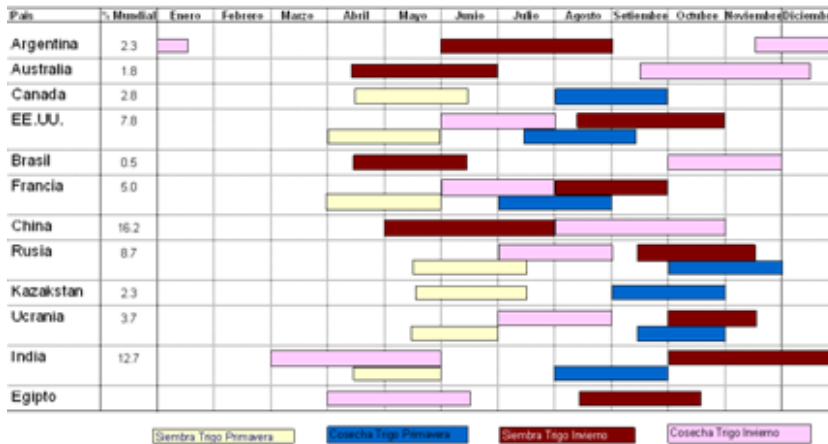 Pais % Mundial Enero Febrero Marzo Abril Mayo Junio Julio Agosto Setiembre Octubre Noviembre Diciembre
Argentina 2.3
Australia 1.8
Canada 2.8
EE.UU. 7.8
Brasil 0.5
Francia 5.0
China 16.2
Rusia 8.7
Kazakstan 2.3
Ucrania 3.7
India 12.7
Egipto
Siembra Trigo Primavera Cosecha Trigo Primavera Siembra Trigo Invierno Cosecha Trigo Invierno